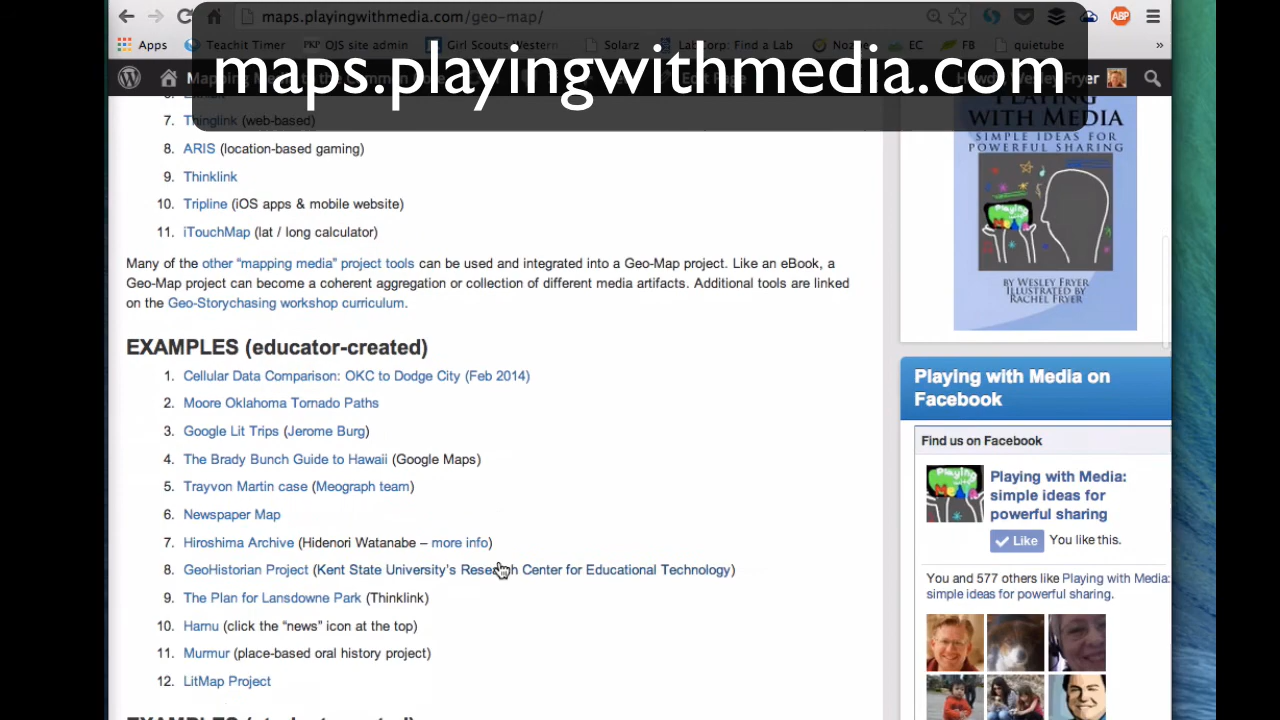 maps.playingwithmedia.com/geo-map/
Apps
Teachit Timer
PKP OJS site admin
Girl Scouts Western
Solarz
LabCorp: Find a Lab
EC
FB
quietube
»
maps.playingwithmedia.com
Fryer
7. Thinglink (web-based)
8. ARIS (location-based gaming)
9. Thinklink
10. Tripline (iOS apps & mobile website)
11. iTouchMap (lat / long calculator)
Many of the other “mapping media” project tools can be used and integrated into a Geo-Map project. Like an eBook, a
Geo-Map project can become a coherent aggregation or collection of different media artifacts. Additional tools are linked
on the Geo-Storychasing workshop curriculum.
EXAMPLES (educator-created)
1. Cellular Data Comparison: OKC to Dodge City (Feb 2014)
2. Moore Oklahoma Tornado Paths
3. Google Lit Trips (Jerome Burg)
4. The Brady Bunch Guide to Hawaii (Google Maps)
5. Trayvon Martin case (Meograph team)
6. Newspaper Map
7. Hiroshima Archive (Hidenori Watanabe – more info)
8. GeoHistorian Project (Kent State University’s Research Center for Educational Technology)
9. The Plan for Lansdowne Park (Thinklink)
10. Hamu (click the “news” icon at the top)
11. Murmur (place-based oral history project)
12. LitMap Project
EXAMPLES (student-created)
PLAYING
WITH MEDIA
SIMPLE IDEAS FOR
POWERFUL SHARING
BY WESLEY FRYER
ILLUSTRATED BY
RACHEL FRYER
Playing with Media on
Facebook
Find us on Facebook
Playing with Media:
simple ideas for
powerful sharing
Like You like this.
You and 577 others like Playing with Media:
simple ideas for powerful sharing.